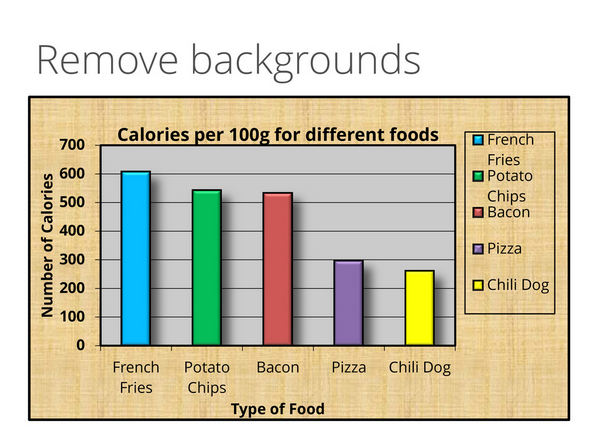 Remove backgrounds
Calories per 100g for different foods
Number of Calories
700
600
500
400
300
200
100
0
French
Fries
Potato
Chips
Bacon
Pizza
Chili Dog
Type of Food
French
Fries
Potato
Chips
Bacon
Pizza
Chili Dog